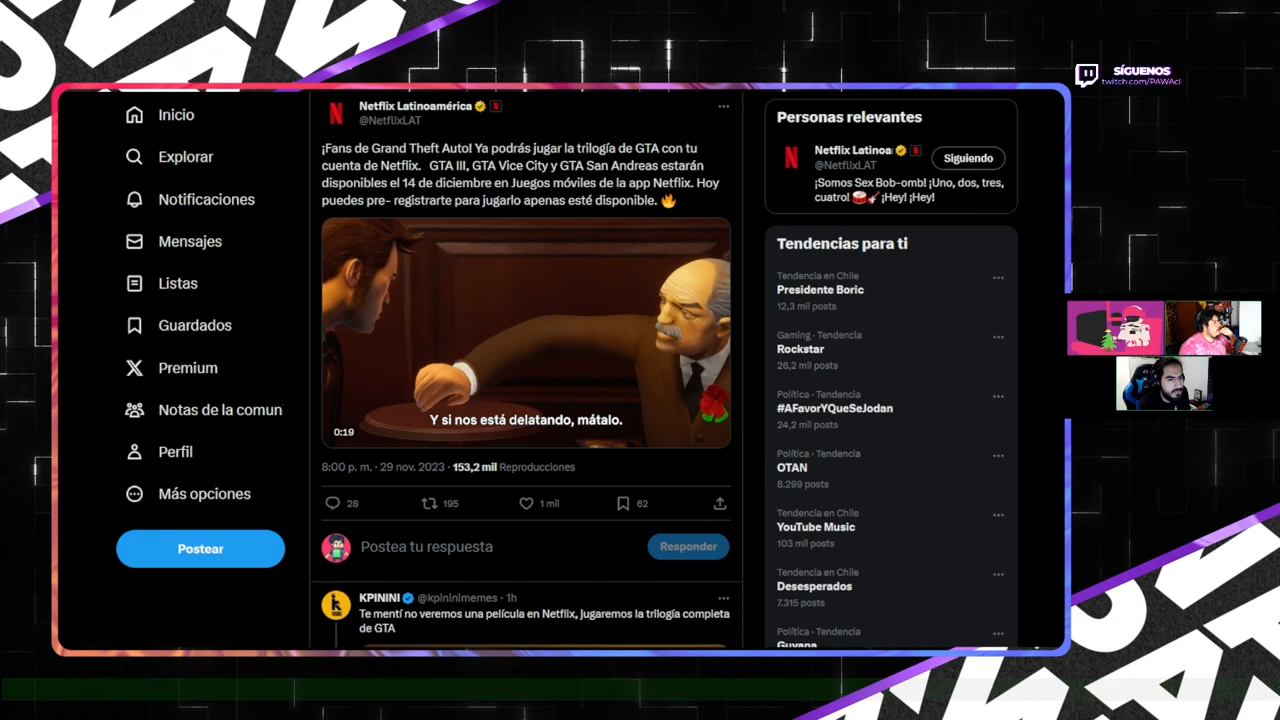 SÍGUENOS
twitch.com/PAWAcl
Inicio
Explorar
Notificaciones
Mensajes
Listas
Guardados
Premium
Notas de la comun
Perfil
Más opciones
Postear
Netflix Latinoamérica
@NetflixLAT
¡Fans de Grand Theft Auto! Ya podrás jugar la trilogía de GTA con tu
cuenta de Netflix. GTA III, GTA Vice City y GTA San Andreas estarán
disponibles el 14 de diciembre en Juegos móviles de la app Netflix. Hoy
puedes pre- registrarte para jugarlo apenas esté disponible. 🔥
Y si nos está delatando, mátalo.
0:19
8:00 p. m. · 29 nov. 2023 · 153,2 mil Reproducciones
28 195 1 mil 62
Postea tu respuesta
Responder
KPININI @kpininimemes · 1h
Te mentí no veremos una película en Netflix, jugaremos la trilogía completa
de GTA
Personas relevantes
Netflix Latinoa
@NetflixLAT
Siguiendo
¡Somos Sex Bob-omb! ¡Uno, dos, tres,
cuatro! 🥁🎸 ¡Hey! ¡Hey!
Tendencias para ti
Tendencia en Chile
Presidente Boric
12,3 mil posts
Gaming · Tendencia
Rockstar
26,2 mil posts
Política · Tendencia
#AFavorYQueSeJodan
24,2 mil posts
Política · Tendencia
OTAN
8.299 posts
Tendencia en Chile
YouTube Music
103 mil posts
Tendencia en Chile
Desesperados
7.315 posts
Política · Tendencia
Guyana